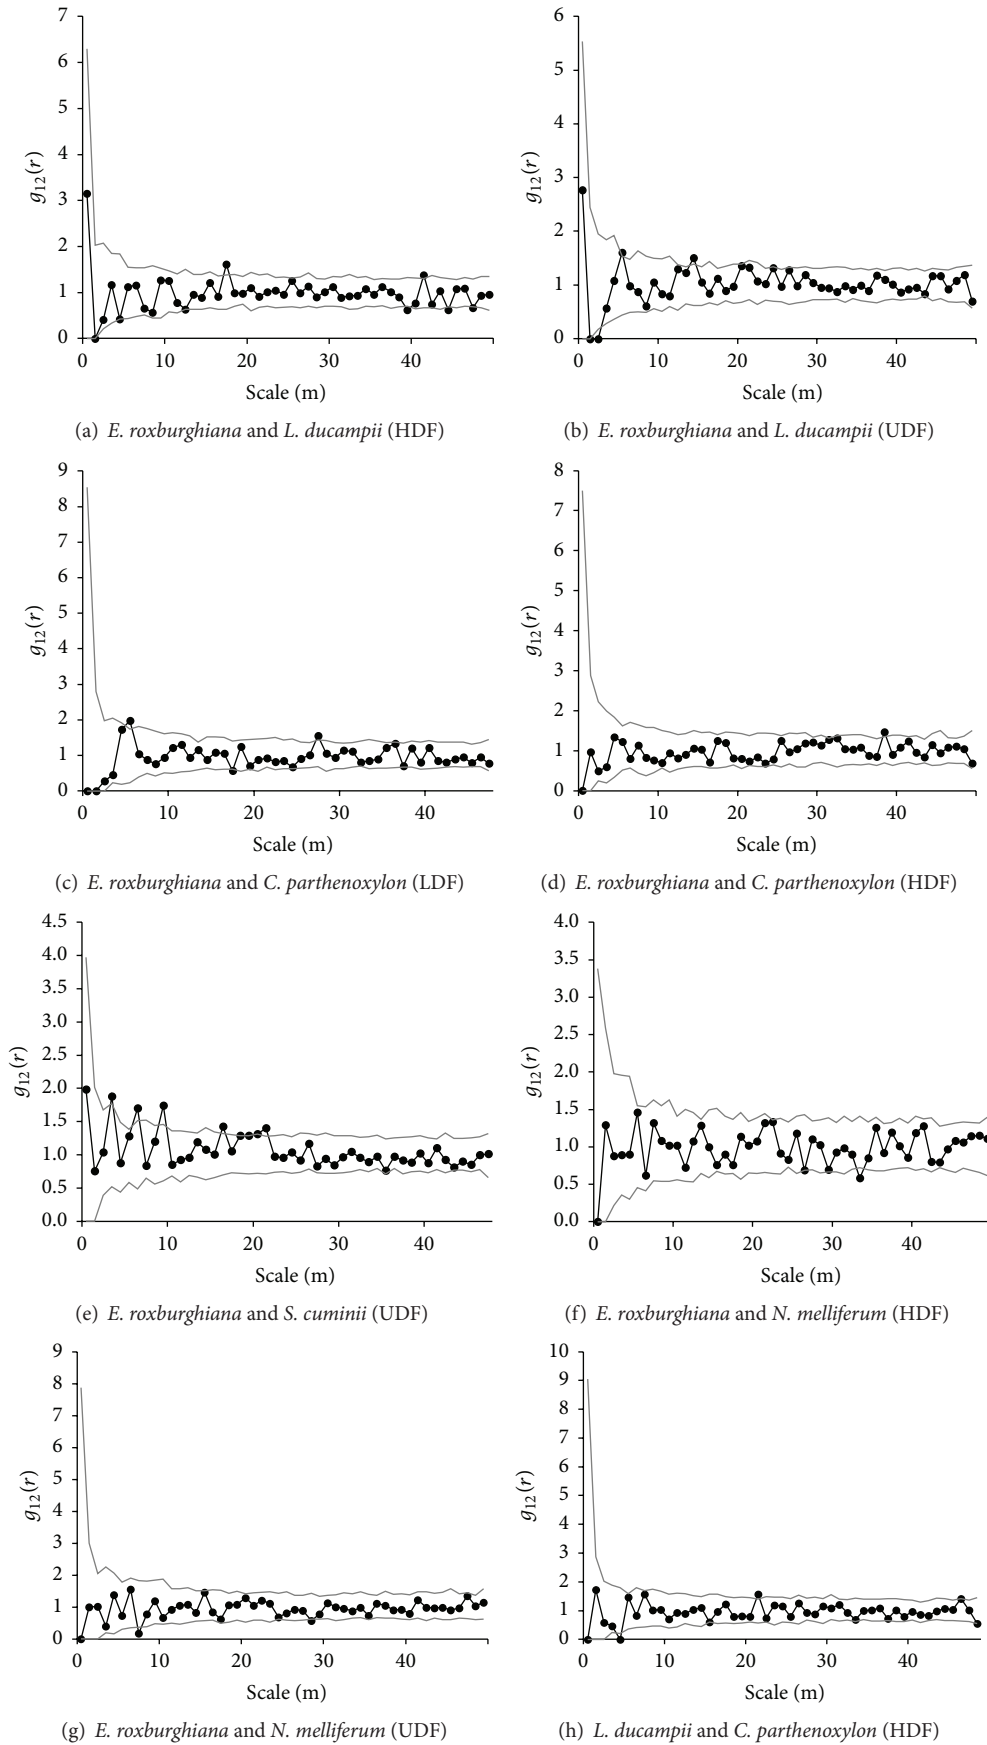 7
6
5
4
3
2
1
0
g12(r)
0 10 20 30 40
Scale (m)
(a) E. roxburghiana and L. ducampii (HDF)
6
5
4
3
2
1
0
g12(r)
0 10 20 30 40
Scale (m)
(b) E. roxburghiana and L. ducampii (UDF)
9
8
7
6
5
4
3
2
1
0
g12(r)
0 10 20 30 40
Scale (m)
(c) E. roxburghiana and C. parthenoxylon (LDF)
8
7
6
5
4
3
2
1
0
g12(r)
0 10 20 30 40
Scale (m)
(d) E. roxburghiana and C. parthenoxylon (HDF)
4.5
4.0
3.5
3.0
2.5
2.0
1.5
1.0
0.5
0.0
g12(r)
0 10 20 30 40
Scale (m)
(e) E. roxburghiana and S. cuminii (UDF)
4.0
3.5
3.0
2.5
2.0
1.5
1.0
0.5
0.0
g12(r)
0 10 20 30 40
Scale (m)
(f) E. roxburghiana and N. melliferum (HDF)
9
8
7
6
5
4
3
2
1
0
g12(r)
0 10 20 30 40
Scale (m)
(g) E. roxburghiana and N. melliferum (UDF)
10
9
8
7
6
5
4
3
2
1
0
g12(r)
0 10 20 30 40
Scale (m)
(h) L. ducampii and C. parthenoxylon (HDF)